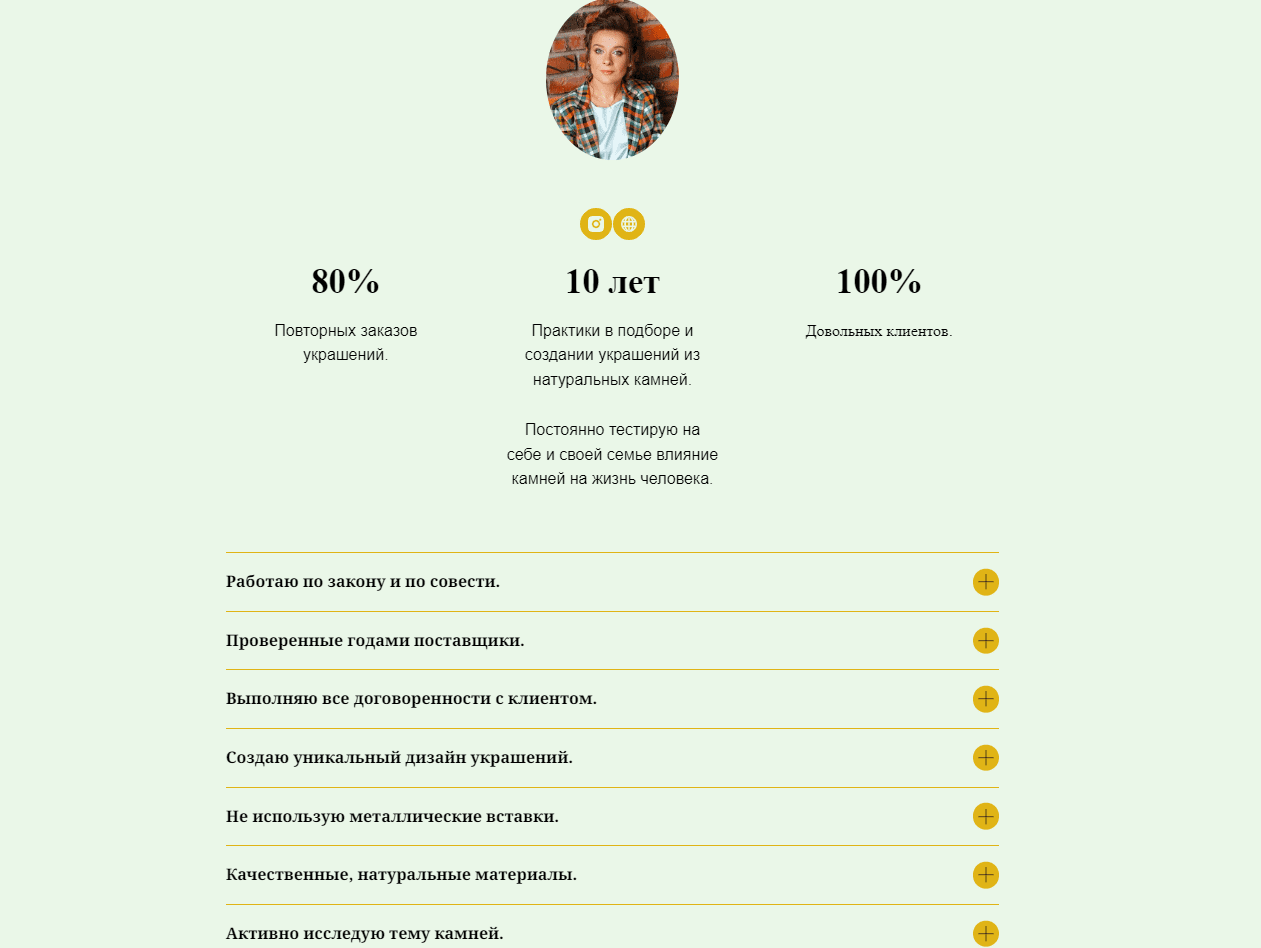 80%
10 лет
100%
Повторных заказов
украшений.
Практики в подборе и
создании украшений из
натуральных камней.
Постоянно тестирую на
себе и своей семье влияние
камней на жизнь человека.
Довольных клиентов.
Работаю по закону и по совести.
Проверенные годами поставщики.
Выполняю все договоренности с клиентом.
Создаю уникальный дизайн украшений.
Не использую металлические вставки.
Качественные, натуральные материалы.
Активно исследую тему камней.